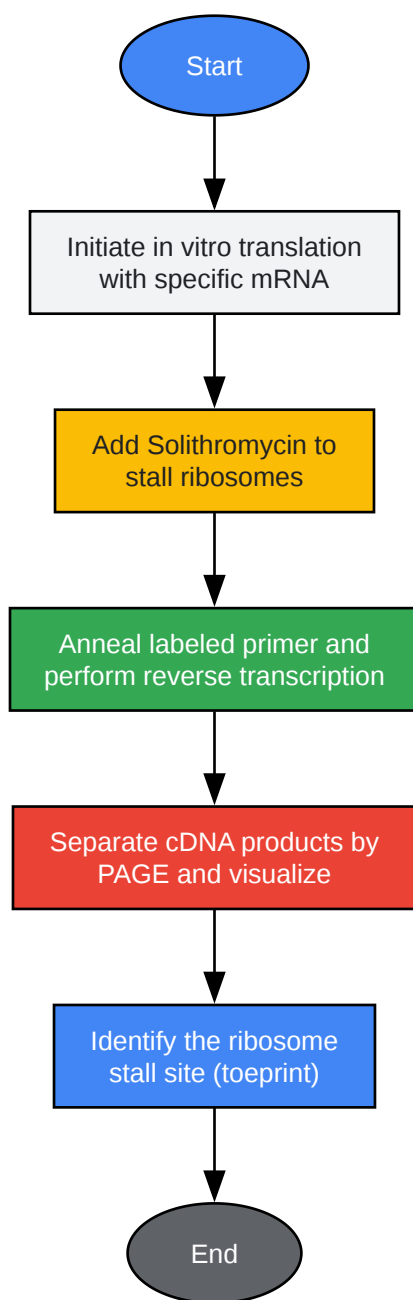 Start
Initiate in vitro translation
with specific mRNA
Add Solithromycin to
stall ribosomes
Anneal labeled primer and
perform reverse transcription
Separate cDNA products by
PAGE and visualize
Identify the ribosome
stall site (toeprint)
End